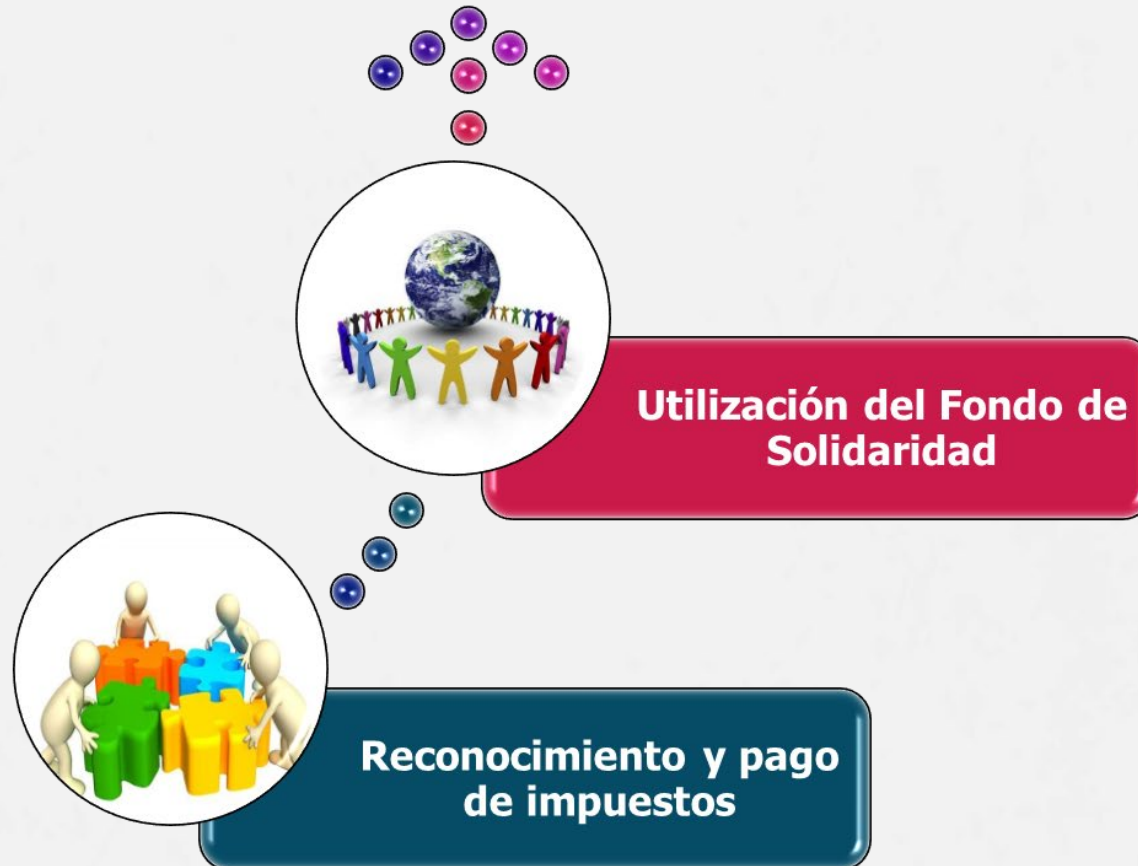 Utilización del Fondo de
Solidaridad
Reconocimiento y pago
de impuestos